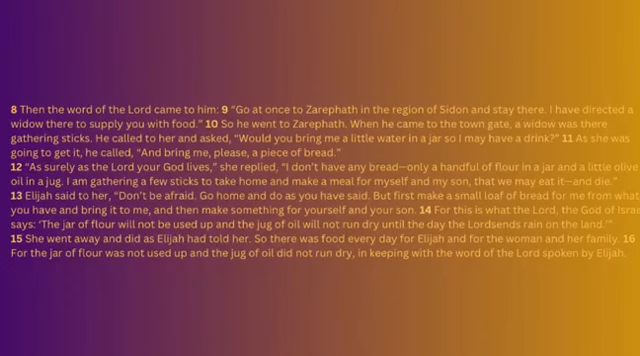 8 Then the word of the Lord came to him: 9 “Go at once to Zarephath in the region of Sidon and stay there. I have directed a
widow there to supply you with food.” 10 So he went to Zarephath. When he came to the town gate, a widow was there
gathering sticks. He called to her and asked, “Would you bring me a little water in a jar so I may have a drink?” 11 As she was
going to get it, he called, “And bring me, please, a piece of bread.”
12 “As surely as the Lord your God lives,” she replied, “I don’t have any bread—only a handful of flour in a jar and a little olive
oil in a jug. I am gathering a few sticks to take home and make a meal for myself and my son, that we may eat it—and die.”
13 Elijah said to her, “Don’t be afraid. Go home and do as you have said. But first make a small loaf of bread for me from what
you have and bring it to me, and then make something for yourself and your son. 14 For this is what the Lord, the God of Israel
says: ‘The jar of flour will not be used up and the jug of oil will not run dry until the day the Lordsends rain on the land.’”
15 She went away and did as Elijah had told her. So there was food every day for Elijah and for the woman and her family. 16
For the jar of flour was not used up and the jug of oil did not run dry, in keeping with the word of the Lord spoken by Elijah.